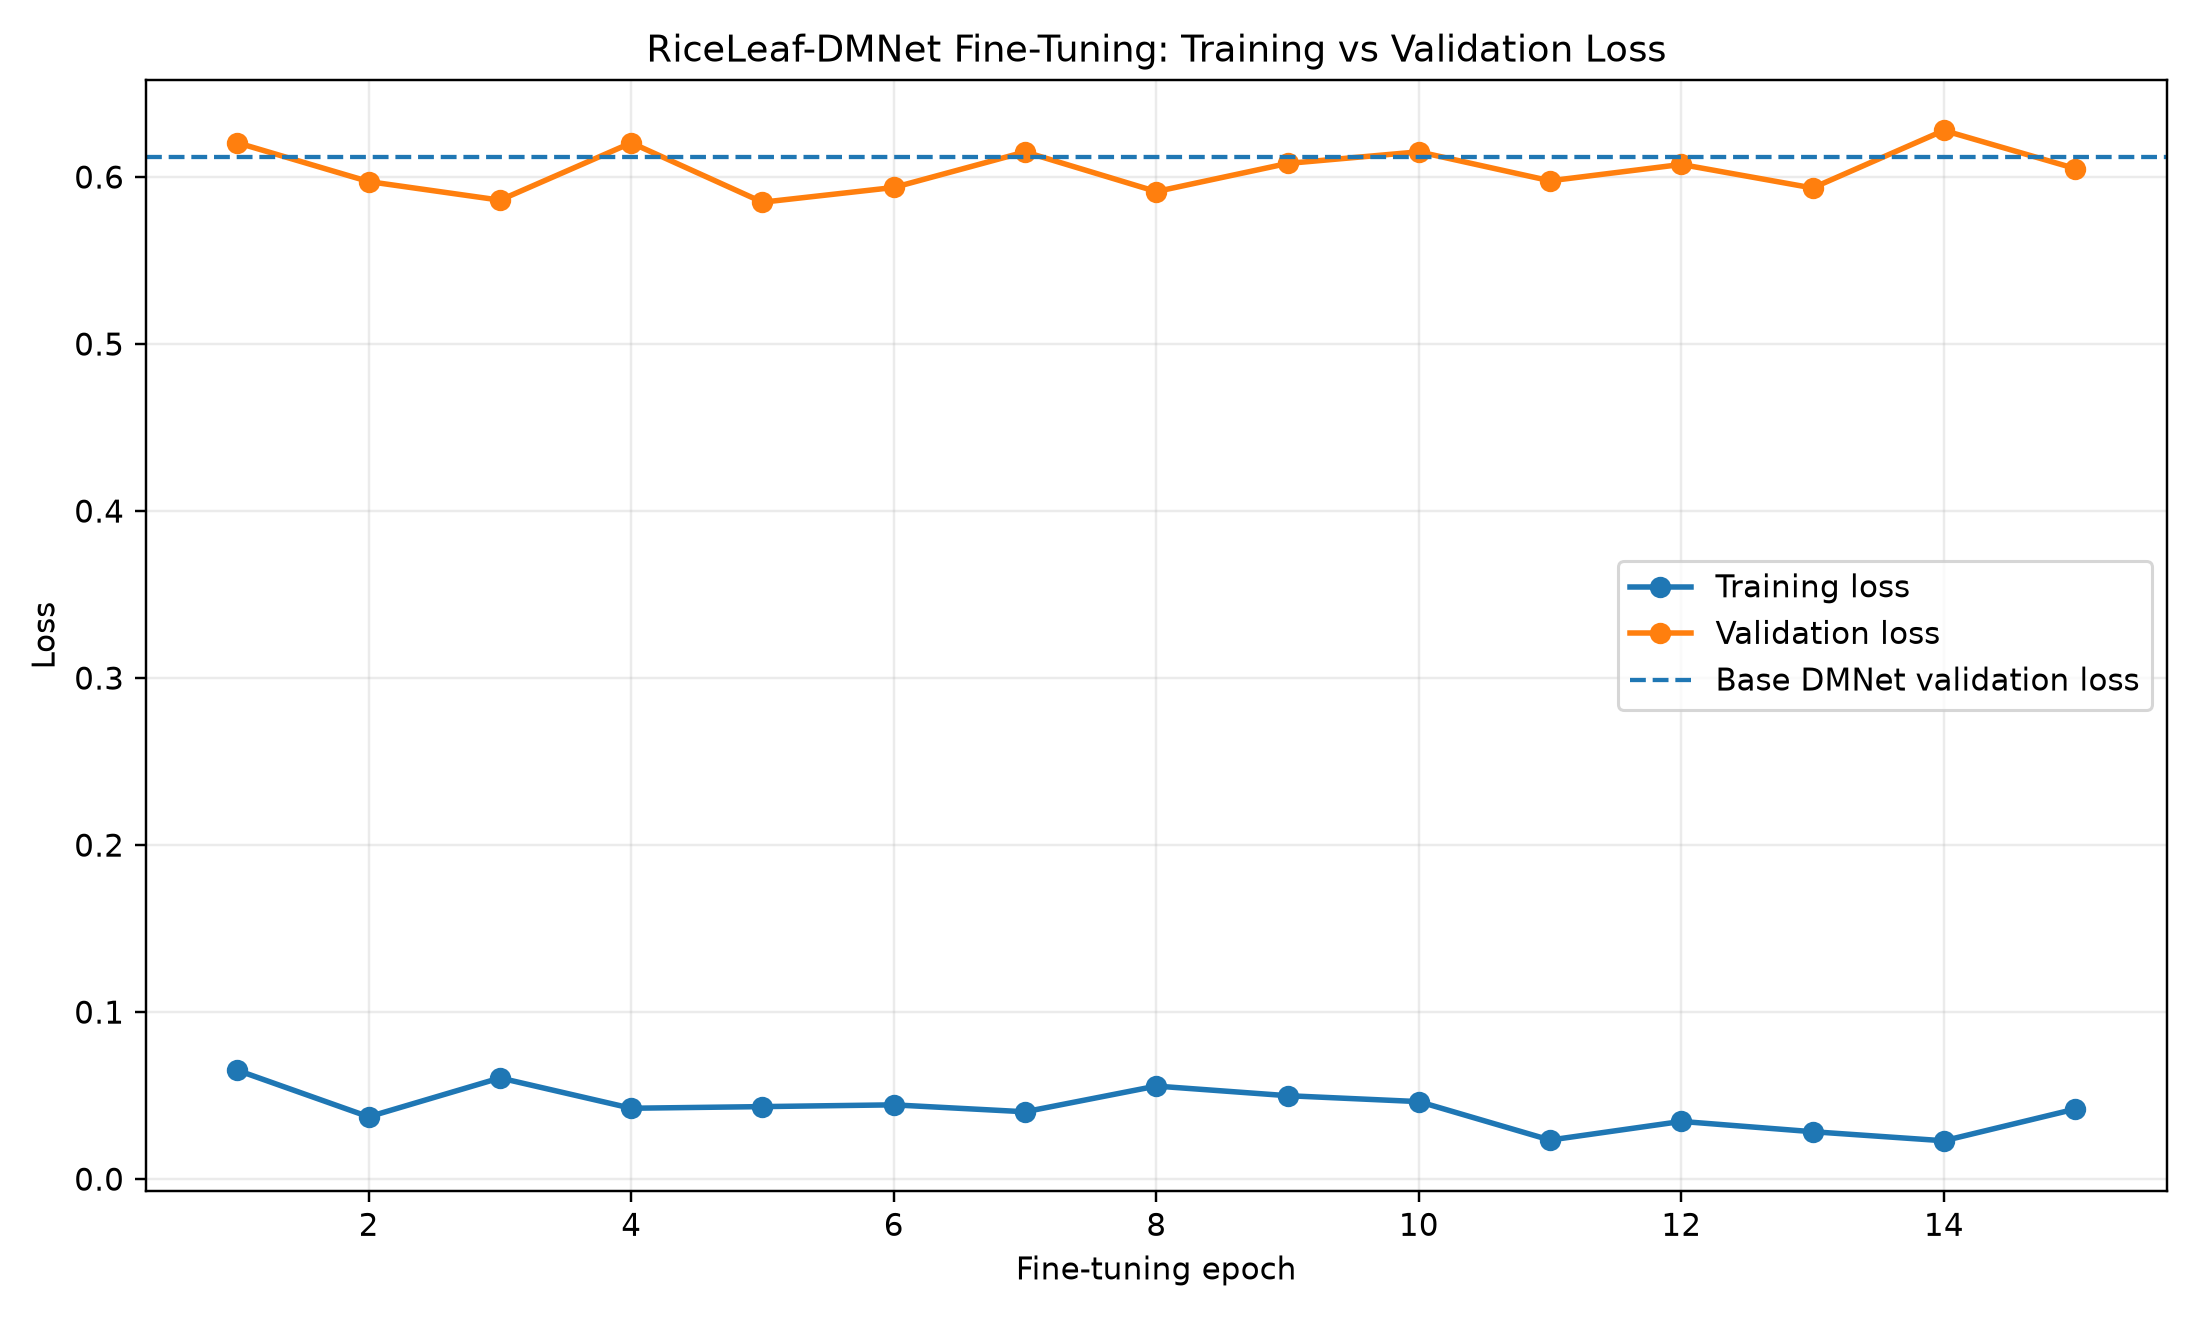 RiceLeaf-DMNet Fine-Tuning: Training vs Validation Loss
Loss
0.6
0.5
0.4
0.3
0.2
0.1
0.0
Training loss
Validation loss
Base DMNet validation loss
2 4 6 8 10 12 14
Fine-tuning epoch